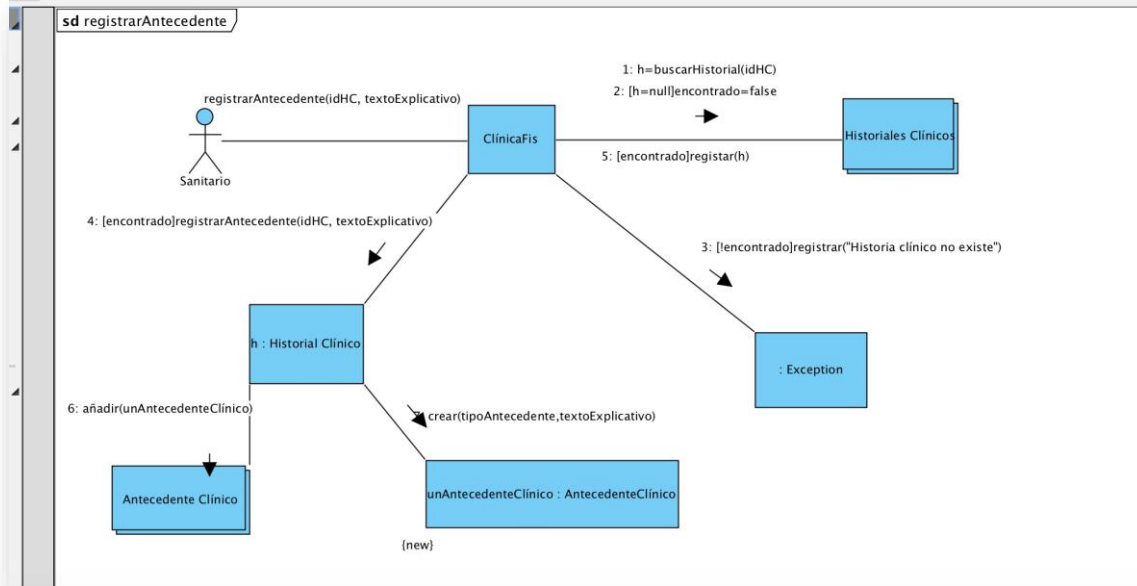 sd registrarAntecedente
1: h=buscarHistorial(idHC)
2: [h=null]encontrado=false
registrarAntecedente(idHC, textoExplicativo)
ClínicaFis
Historiales Clínicos
5: [encontrado]registar(h)
Sanitario
4: [encontrado]registrarAntecedente(idHC, textoExplicativo)
3: [!encontrado]registrar("Historia clínico no existe")
h : Historial Clínico
: Exception
6: añadir(unAntecedenteClínico)
crear(tipoAntecedente,textoExplicativo)
Antecedente Clínico
unAntecedenteClínico : AntecedenteClínico
{new}